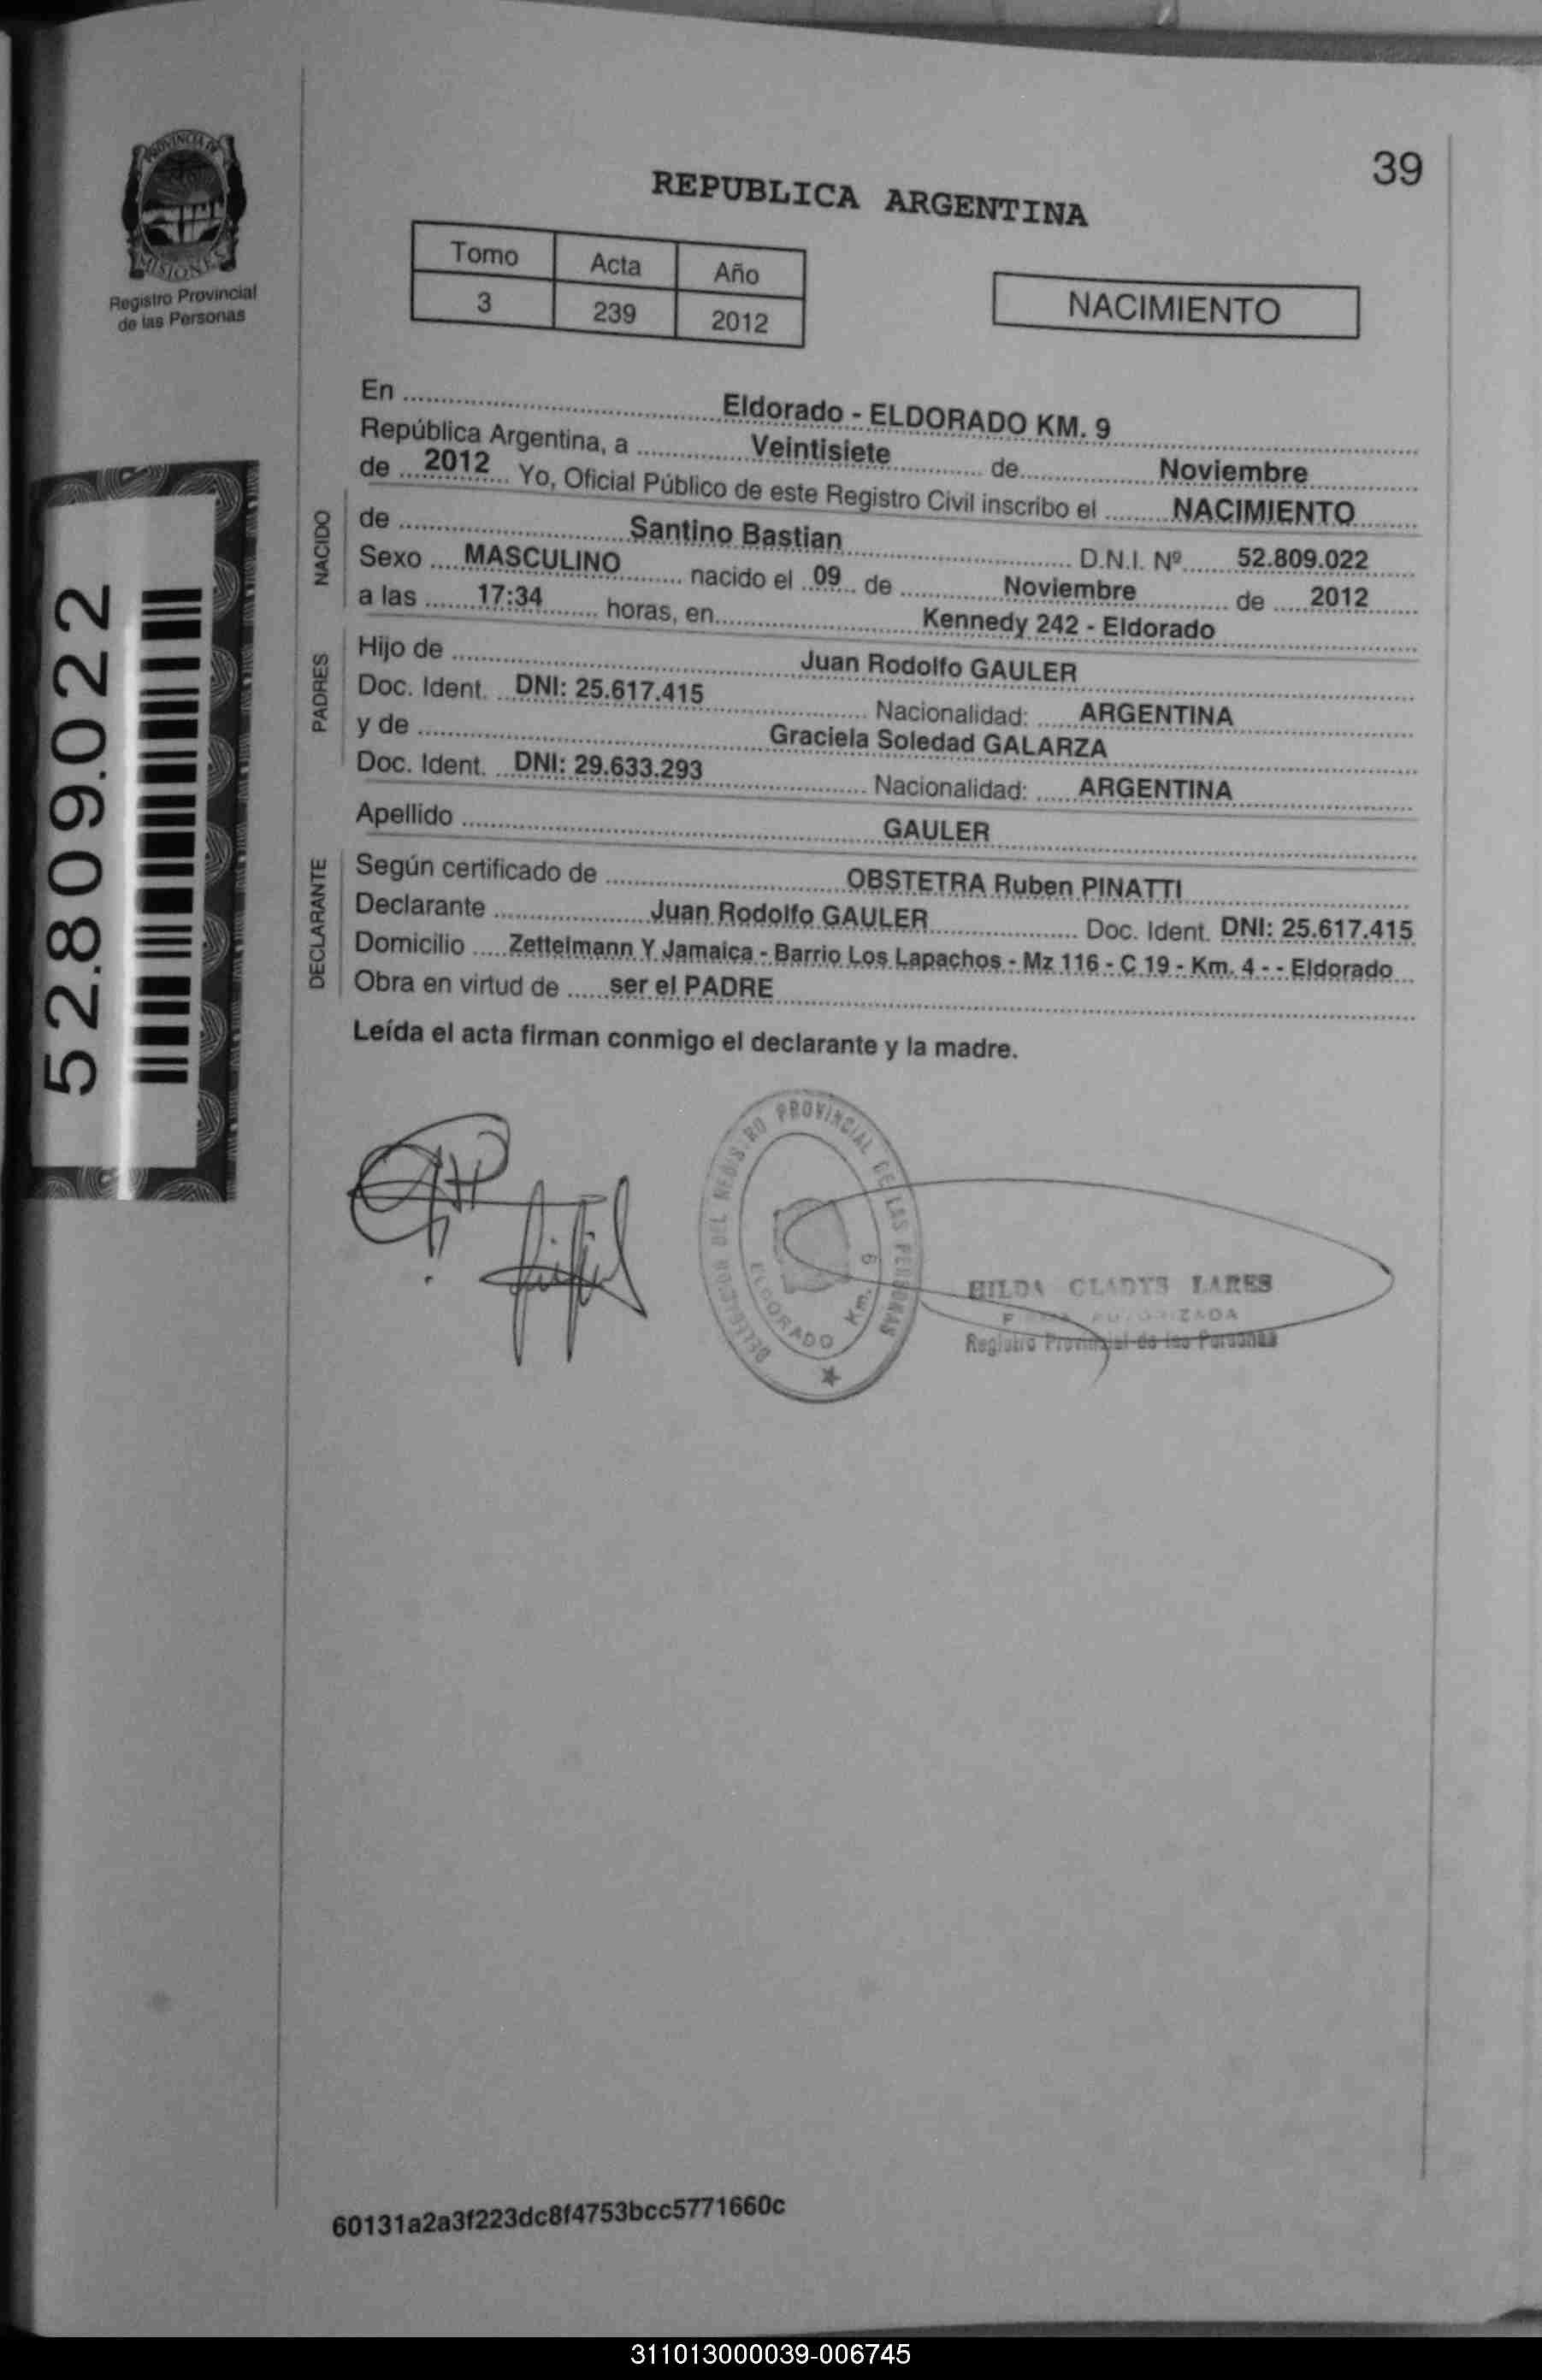 39
REPUBLICA ARGENTINA
PROVINCIA DE
MISIONES
Registro Provincial
de las Personas
Tomo Acta Año
3 239 2012
NACIMIENTO
En ........ Eldorado - ELDORADO KM. 9 ........
República Argentina, a ........ Veintisiete ........ de ........ Noviembre ........
de ... 2012 ... Yo, Oficial Público de este Registro Civil inscribo el ........ NACIMIENTO ........
NACIDO
de ........ Santino Bastian ........ D.N.I. Nº ........ 52.809.022
Sexo .... MASCULINO ........ nacido el .. 09 ... de ........ Noviembre ........ de ..... 2012 ......
a las ....... 17:34 ....... horas, en ........ Kennedy 242 - Eldorado ........
PADRES
Hijo de ........ Juan Rodolfo GAULER ........
Doc. Ident. ... DNI: 25.617.415 ........ Nacionalidad: ..... ARGENTINA ........
y de ........ Graciela Soledad GALARZA ........
Doc. Ident. ... DNI: 29.633.293 ........ Nacionalidad: ..... ARGENTINA ........
Apellido ........ GAULER ........
DECLARANTE
Según certificado de ........ OBSTETRA Ruben PINATTI ........
Declarante ........ Juan Rodolfo GAULER ........ Doc. Ident. DNI: 25.617.415
Domicilio ..... Zettelmann Y Jamaica - Barrio Los Lapachos - Mz 116 - C 19 - Km. 4 - - Eldorado ...
Obra en virtud de ...... ser el PADRE ........
Leída el acta firman conmigo el declarante y la madre.
52.809.022
PROVINCIAL DE LAS PERSONAS
ELDORADO Km. 9
HILDA GLADYS LARES
Registro Provincial de las Personas
60131a2a3f223dc8f4753bcc5771660c
311013000039-006745